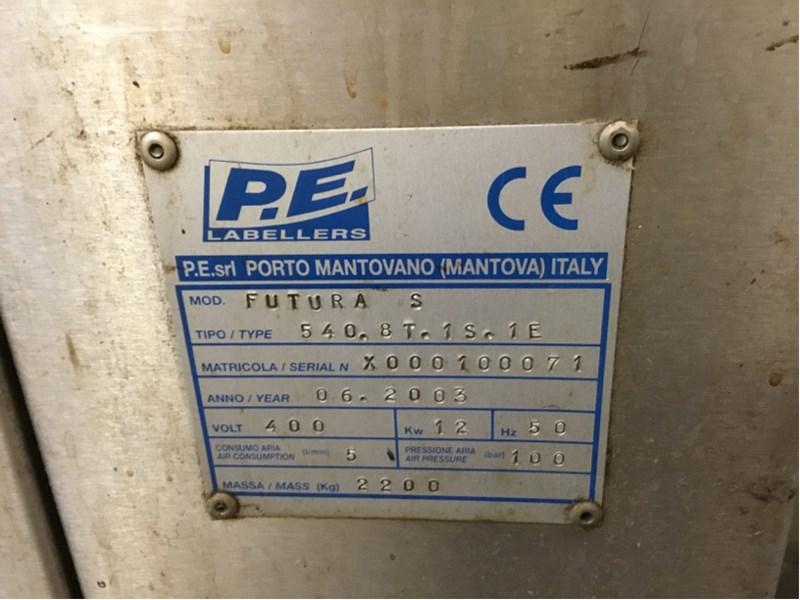 P.E.
LABELLERS
CE
P.E.srl PORTO MANTOVANO (MANTOVA) ITALY
MOD. FUTURA S
TIPO / TYPE 540.8T.1S.1E
MATRICOLA / SERIAL N X000100071
ANNO / YEAR 06.2003
VOLT 400 Kw 12 Hz 50
CONSUMO ARIA
AIR CONSUMPTION (l/mm) 5 PRESSIONE ARIA
AIR PRESSURE (bar) 100
MASSA / MASS (Kg) 2200